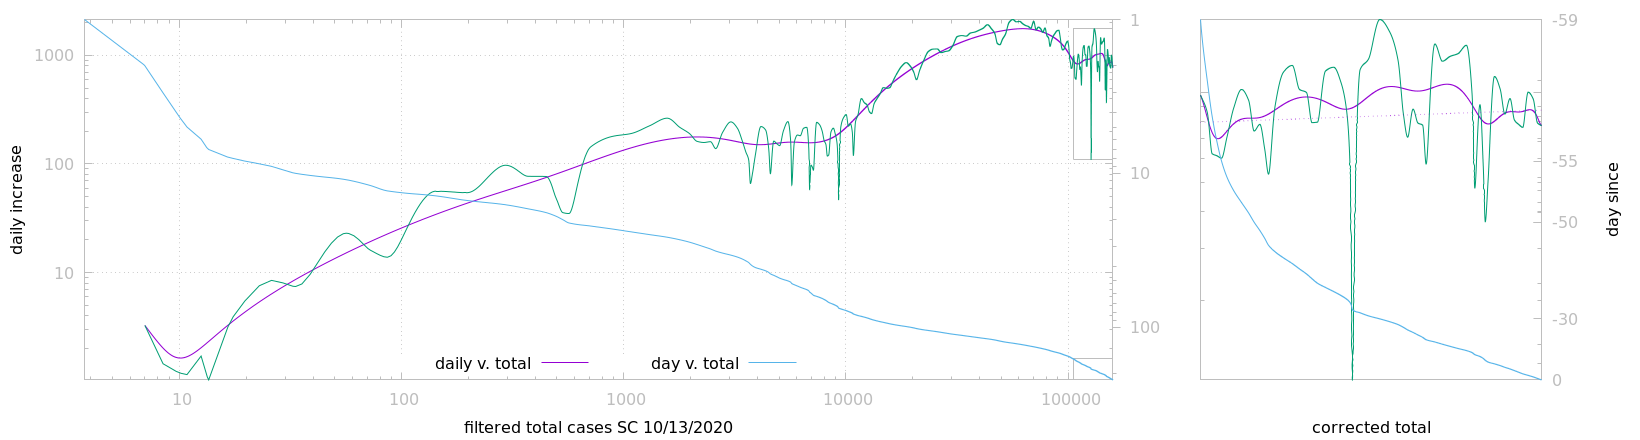 1000
100
10
daily increase
daily v. total
day v. total
10
100
1000
10000
100000
filtered total cases SC 10/13/2020
1
10
100
-59
-55
-50
-30
0
day since
corrected total